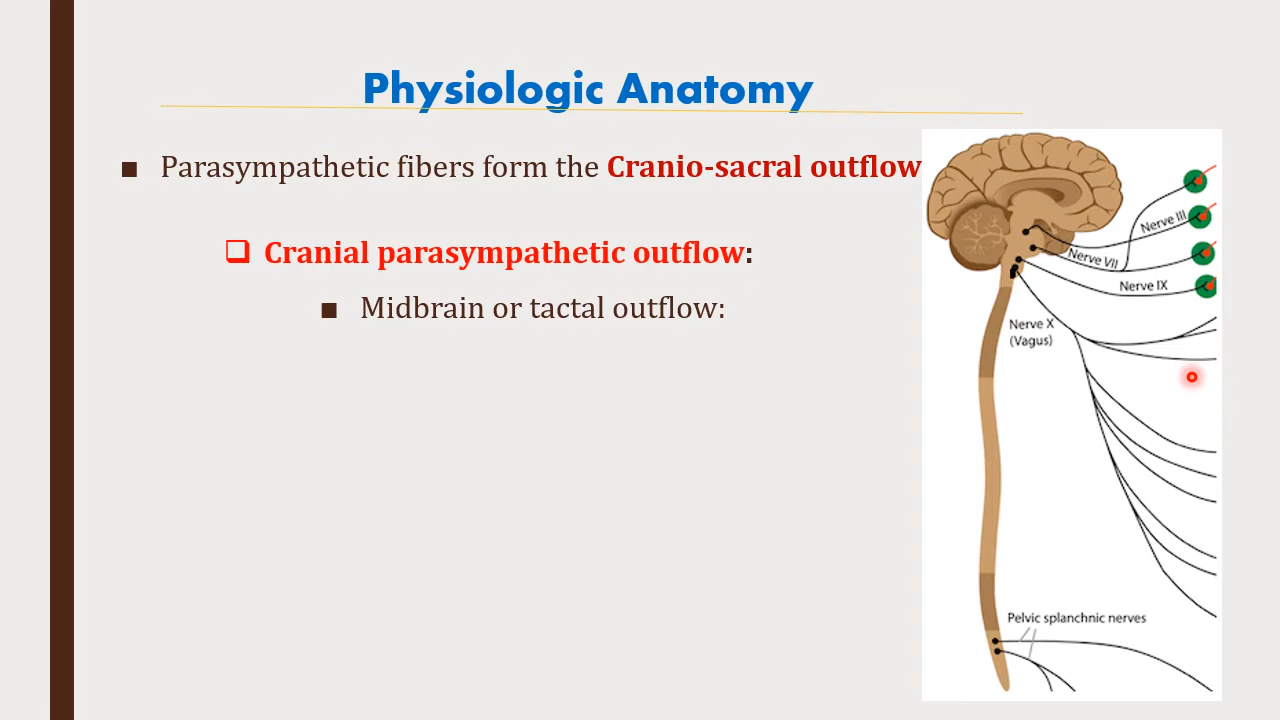 Physiologic Anatomy
■ Parasympathetic fibers form the Cranio-sacral outflow
❑ Cranial parasympathetic outflow:
■ Midbrain or tactal outflow:
Nerve III
Nerve VII
Nerve IX
Nerve X
(Vagus)
Pelvic splanchnic nerves